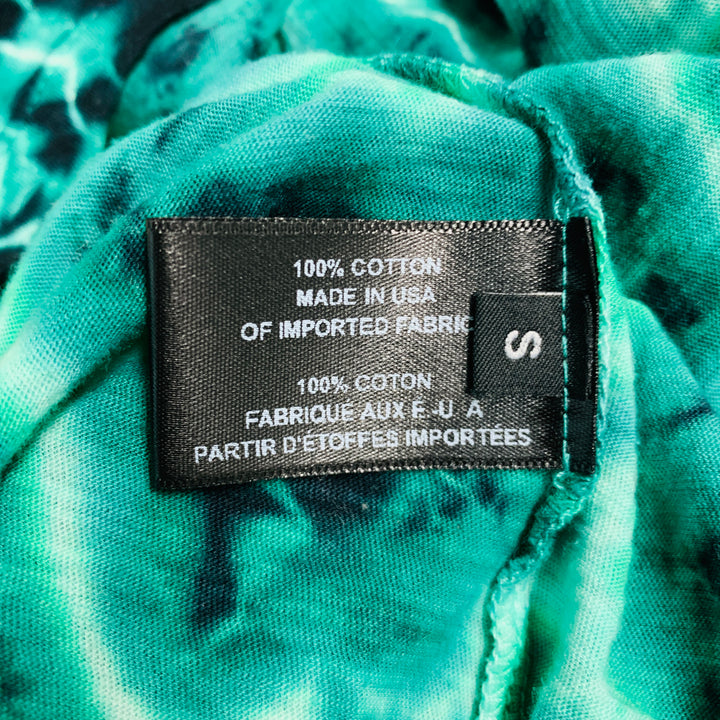 100% COTTON
MADE IN USA
OF IMPORTED FABRIC
S
100% COTON
FABRIQUE AUX É.-U. A
PARTIR D'ÉTOFFES IMPORTÉES